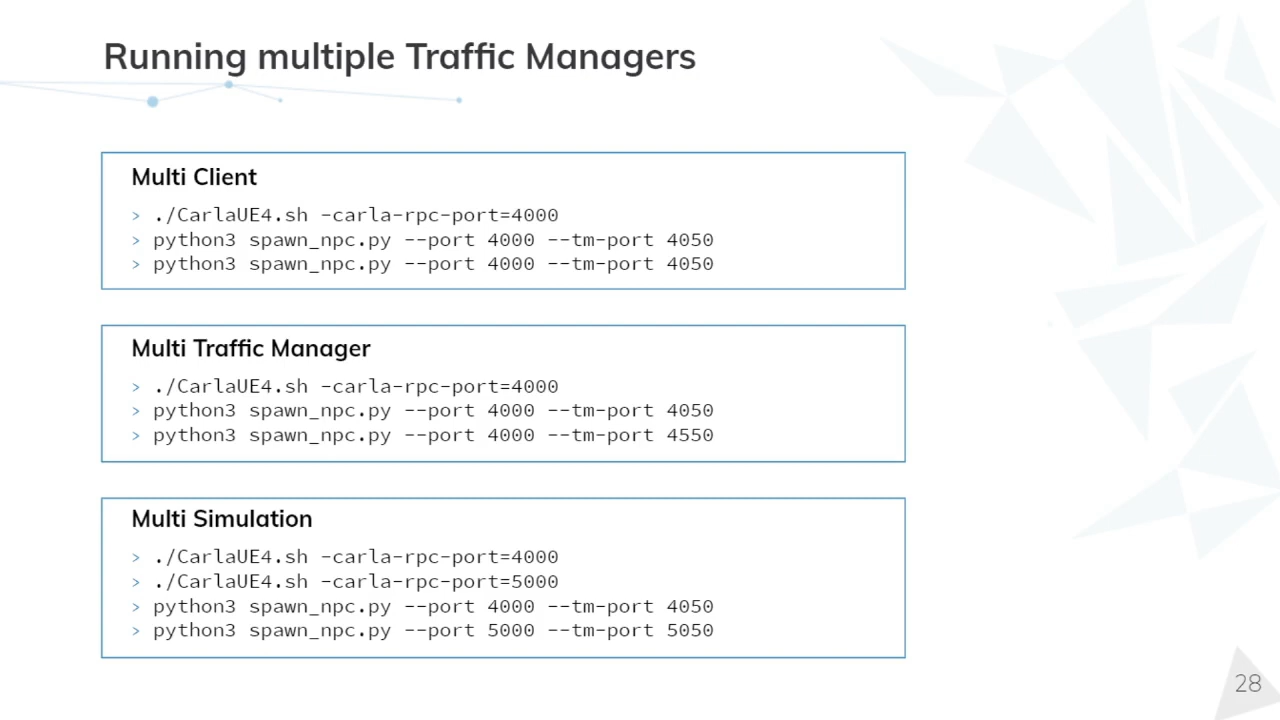 Running multiple Traffic Managers
Multi Client
> ./CarlaUE4.sh -carla-rpc-port=4000
> python3 spawn_npc.py --port 4000 --tm-port 4050
> python3 spawn_npc.py --port 4000 --tm-port 4050
Multi Traffic Manager
> ./CarlaUE4.sh -carla-rpc-port=4000
> python3 spawn_npc.py --port 4000 --tm-port 4050
> python3 spawn_npc.py --port 4000 --tm-port 4550
Multi Simulation
> ./CarlaUE4.sh -carla-rpc-port=4000
> ./CarlaUE4.sh -carla-rpc-port=5000
> python3 spawn_npc.py --port 4000 --tm-port 4050
> python3 spawn_npc.py --port 5000 --tm-port 5050
28